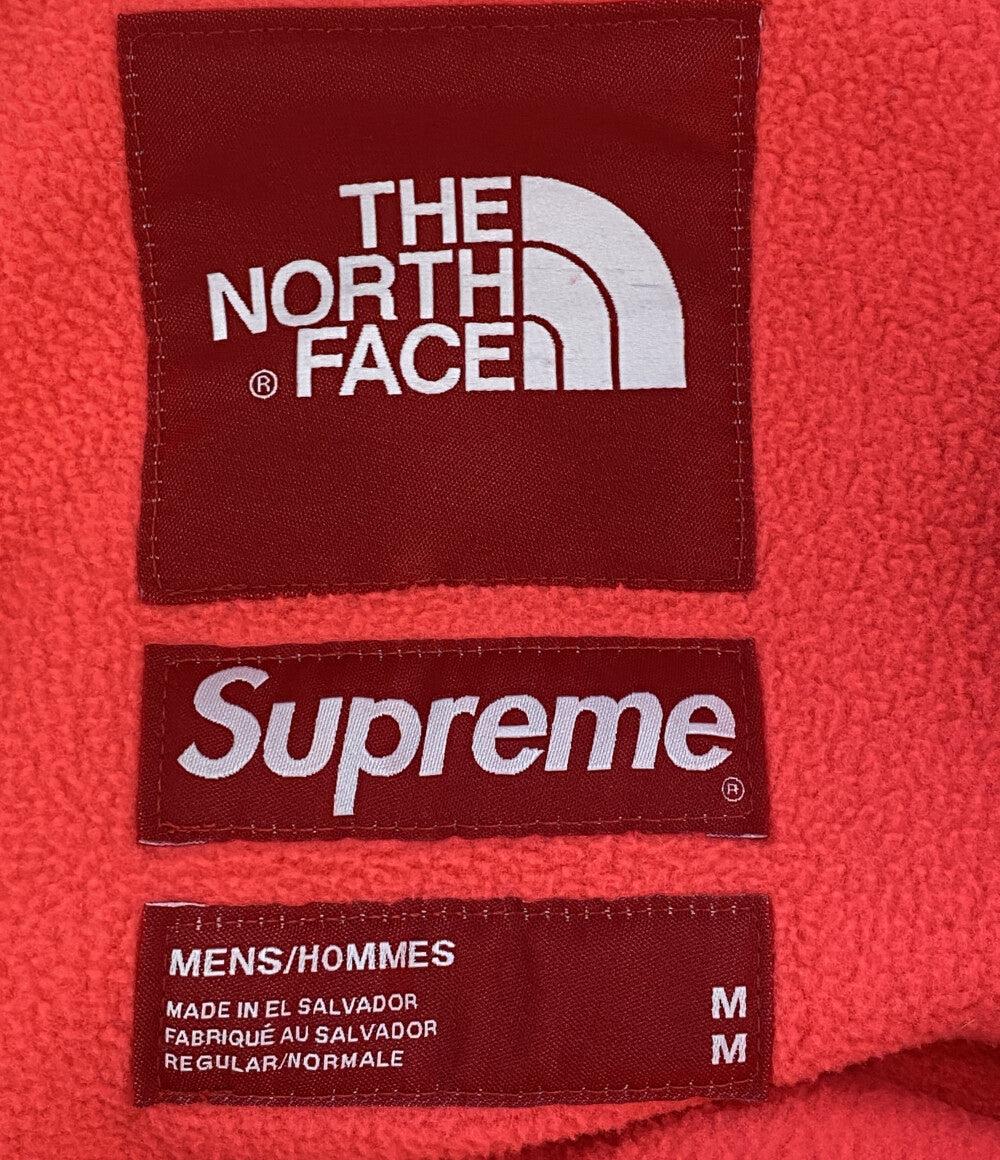 THE
NORTH
® FACE
Supreme
®
MENS/HOMMES
MADE IN EL SALVADOR M
FABRIQUÉ AU SALVADOR M
REGULAR/NORMALE